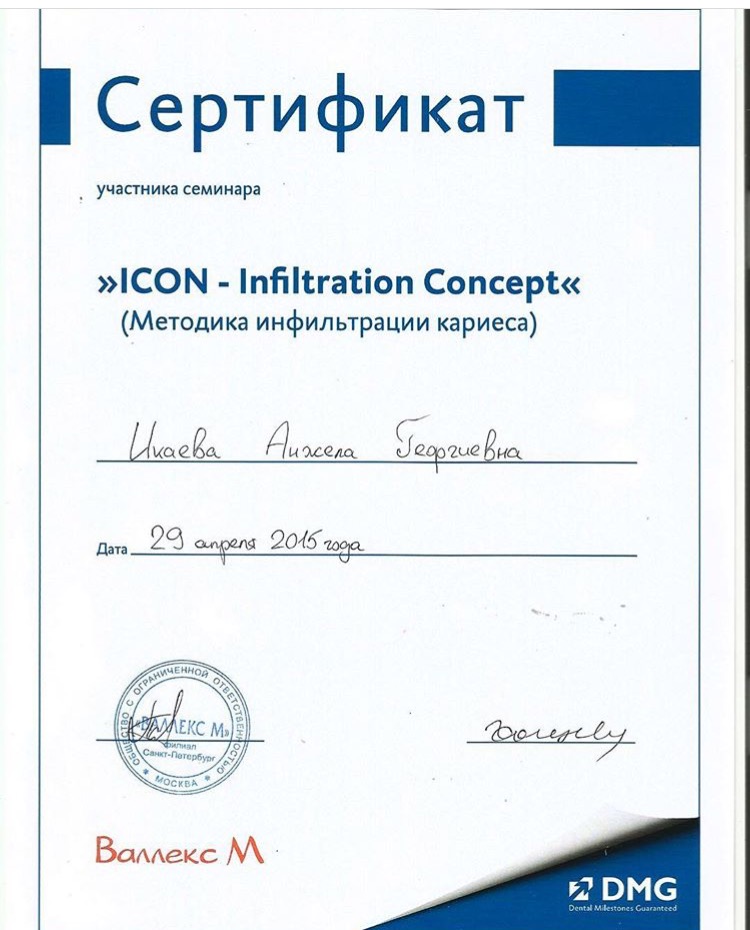 Сертификат
участника семинара
»ICON - Infiltration Concept«
(Методика инфильтрации кариеса)
Икаева Анжела Георгиевна
Дата 29 апреля 2015 года
ОБЩЕСТВО С ОГРАНИЧЕННОЙ ОТВЕТСТВЕННОСТЬЮ
«ВАЛЛЕКС М»
филиал
Санкт-Петербург
* МОСКВА *
Валлекс М
DMG
Dental Milestones Guaranteed